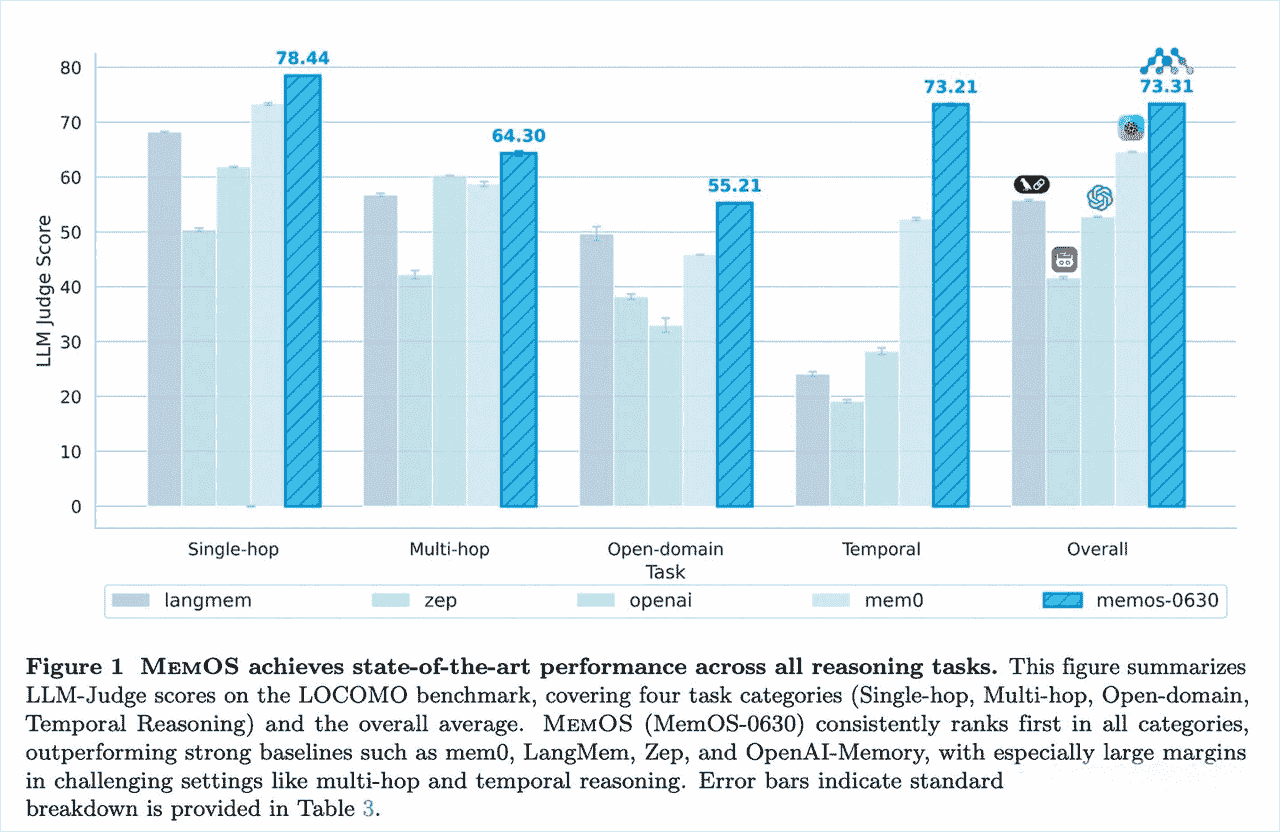 78.44
64.30
55.21
73.21
73.31
80
70
60
50
40
30
20
10
0
LLM Judge Score
Single-hop
Multi-hop
Open-domain
Temporal
Overall
Task
langmem
zep
openai
mem0
memos-0630
Figure 1 MemOS achieves state-of-the-art performance across all reasoning tasks. This figure summarizes
LLM-Judge scores on the LOCOMO benchmark, covering four task categories (Single-hop, Multi-hop, Open-domain,
Temporal Reasoning) and the overall average. MemOS (MemOS-0630) consistently ranks first in all categories,
outperforming strong baselines such as mem0, LangMem, Zep, and OpenAI-Memory, with especially large margins
in challenging settings like multi-hop and temporal reasoning. Error bars indicate standard
breakdown is provided in Table 3.